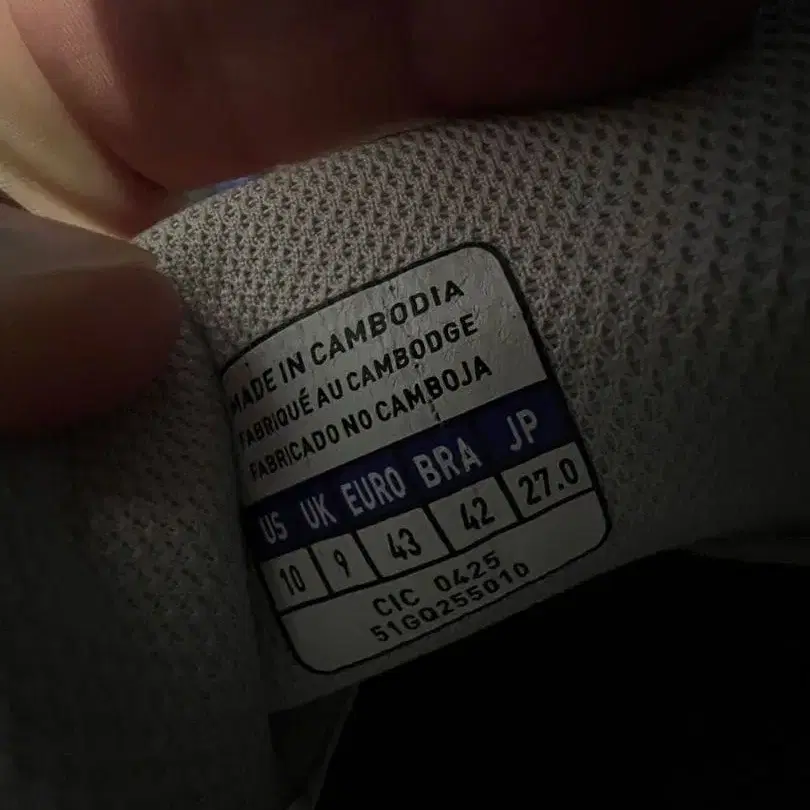 MADE IN CAMBODIA
FABRIQUÉ AU CAMBODGE
FABRICADO NO CAMBOJA
US UK EURO BRA JP
10 9 43 42 27.0
CIC 0425
51GQ255010